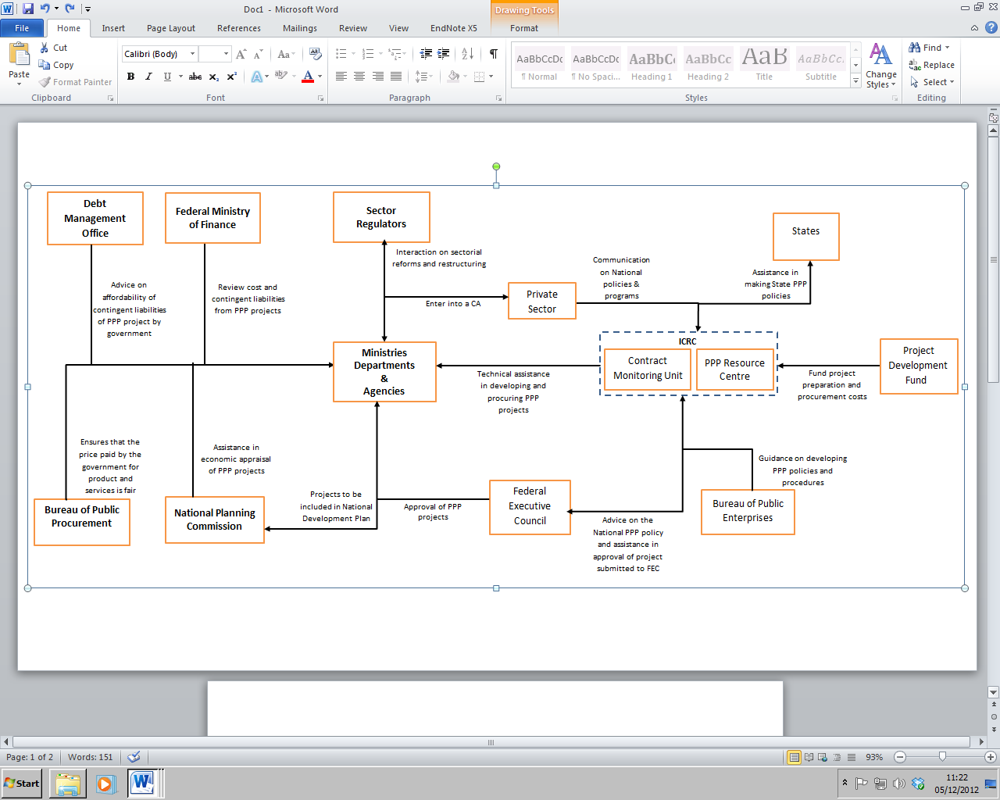 Doc1 - Microsoft Word
Drawing Tools
File
Home
Insert
Page Layout
References
Mailings
Review
View
EndNote X5
Format
Paste
Cut
Copy
Format Painter
Clipboard
Calibri (Body)
Font
Paragraph
AaBbCcDc
¶ Normal
AaBbCcDc
¶ No Spaci...
AaBbCc
Heading 1
AaBbCc
Heading 2
AaB
Title
AaBbCc.
Subtitle
Change
Styles
Styles
Find
Replace
Select
Editing
Debt
Management
Office
Federal Ministry
of Finance
Sector
Regulators
States
Interaction on sectorial
reforms and restructuring
Communication
on National
policies &
programs
Assistance in
making State PPP
policies
Advice on
affordability of
contingent liabilities
of PPP project by
government
Review cost and
contingent liabilities
from PPP projects
Enter into a CA
Private
Sector
Ministries
Departments
&
Agencies
ICRC
Contract
Monitoring Unit
PPP Resource
Centre
Project
Development
Fund
Technical assistance
in developing and
procuring PPP
projects
Fund project
preparation and
procurement costs
Ensures that the
price paid by the
government for
product and
services is fair
Assistance in
economic appraisal
of PPP projects
Guidance on developing
PPP policies and
procedures
Bureau of Public
Procurement
National Planning
Commission
Projects to be
included in National
Development Plan
Approval of PPP
projects
Federal
Executive
Council
Bureau of Public
Enterprises
Advice on the
National PPP policy
and assistance in
approval of project
submitted to FEC
Page: 1 of 2
Words: 151
93%
Start
11:22
05/12/2012